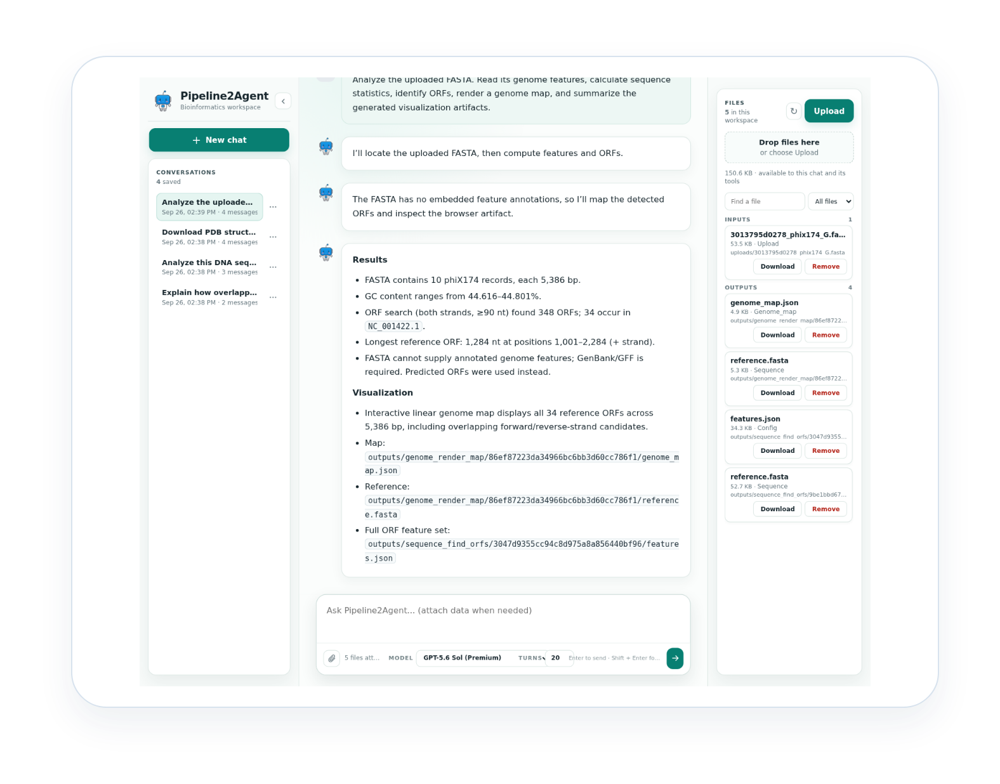 Pipeline2Agent
Bioinformatics workspace
New chat
CONVERSATIONS
4 saved
Analyze the uploade...
Sep 26, 02:39 PM · 4 messages
Download PDB struct...
Sep 26, 02:38 PM · 4 messages
Analyze this DNA seq...
Sep 26, 02:38 PM · 3 messages
Explain how overlapp...
Sep 26, 02:38 PM · 2 messages
Analyze the uploaded FASTA. Read its genome features, calculate sequence
statistics, identify ORFs, render a genome map, and summarize the
generated visualization artifacts.
I’ll locate the uploaded FASTA, then compute features and ORFs.
The FASTA has no embedded feature annotations, so I’ll map the detected
ORFs and inspect the browser artifact.
Results
• FASTA contains 10 phiX174 records, each 5,386 bp.
• GC content ranges from 44.616–44.801%.
• ORF search (both strands, ≥90 nt) found 348 ORFs; 34 occur in
NC_001422.1.
• Longest reference ORF: 1,284 nt at positions 1,001–2,284 (+ strand).
• FASTA cannot supply annotated genome features; GenBank/GFF is
required. Predicted ORFs were used instead.
Visualization
• Interactive linear genome map displays all 34 reference ORFs across
5,386 bp, including overlapping forward/reverse-strand candidates.
• Map:
outputs/genome_render_map/86ef87223da34966bc6bb3d60cc786f1/genome_m
ap.json
• Reference:
outputs/genome_render_map/86ef87223da34966bc6bb3d60cc786f1/referenc
e.fasta
• Full ORF feature set:
outputs/sequence_find_orfs/3047d9355cc94c8d975a8a856440bf96/feature
s.json
Ask Pipeline2Agent... (attach data when needed)
5 files att... MODEL GPT-5.6 Sol (Premium) TURNS 20 Enter to send · Shift + Enter fo...
FILES
5 in this
workspace
Upload
Drop files here
or choose Upload
150.6 KB · available to this chat and its
tools
Find a file
All files
INPUTS 1
3013795d0278_phix174_G.fa...
53.5 KB · Upload
uploads/3013795d0278_phix174_G.fasta
Download Remove
OUTPUTS 4
genome_map.json
4.9 KB · Genome_map
outputs/genome_render_map/86ef8722...
Download Remove
reference.fasta
5.3 KB · Sequence
outputs/genome_render_map/86ef8722...
Download Remove
features.json
34.3 KB · Config
outputs/sequence_find_orfs/3047d9355...
Download Remove
reference.fasta
52.7 KB · Sequence
outputs/sequence_find_orfs/9be1bbd67...
Download Remove